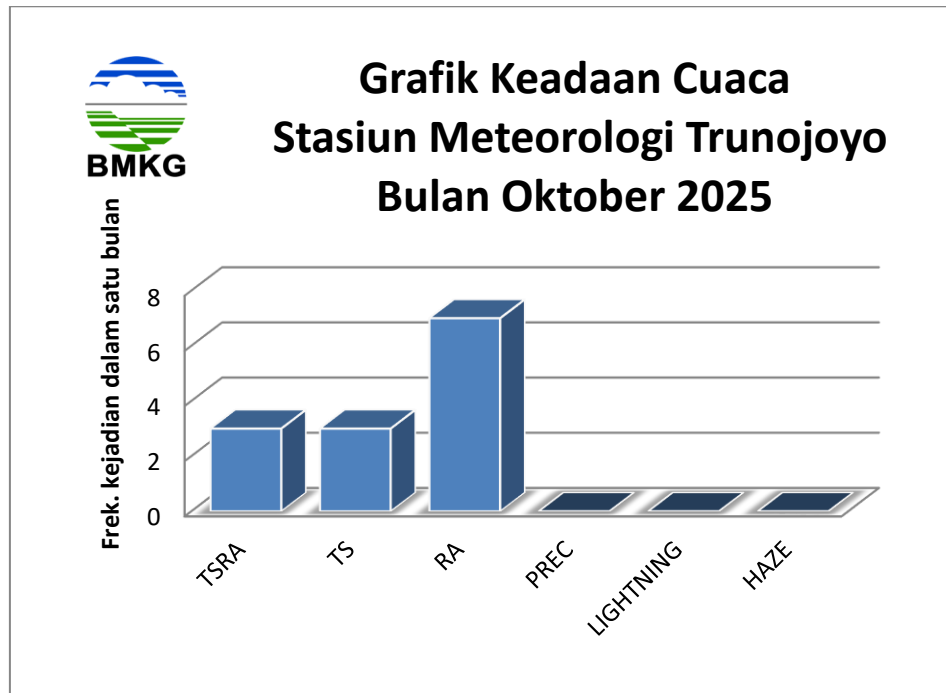 BMKG
Grafik Keadaan Cuaca
Stasiun Meteorologi Trunojoyo
Bulan Oktober 2025
Frek. kejadian dalam satu bulan
8
6
4
2
0
TSRA
TS
RA
PREC
LIGHTNING
HAZE